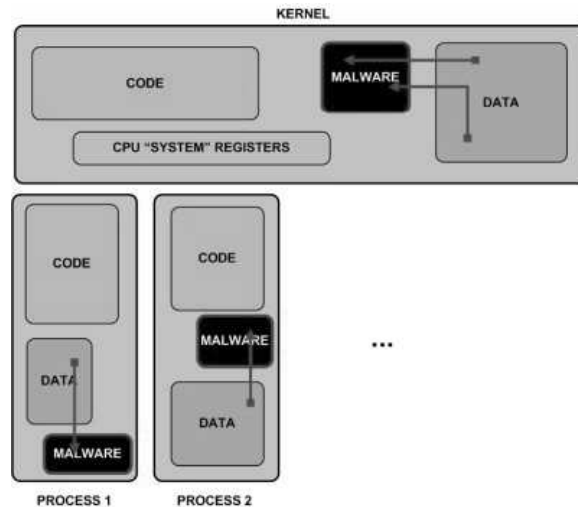 KERNEL
CODE
MALWARE
DATA
CPU "SYSTEM" REGISTERS
CODE
CODE
MALWARE
...
DATA
DATA
MALWARE
PROCESS 1
PROCESS 2